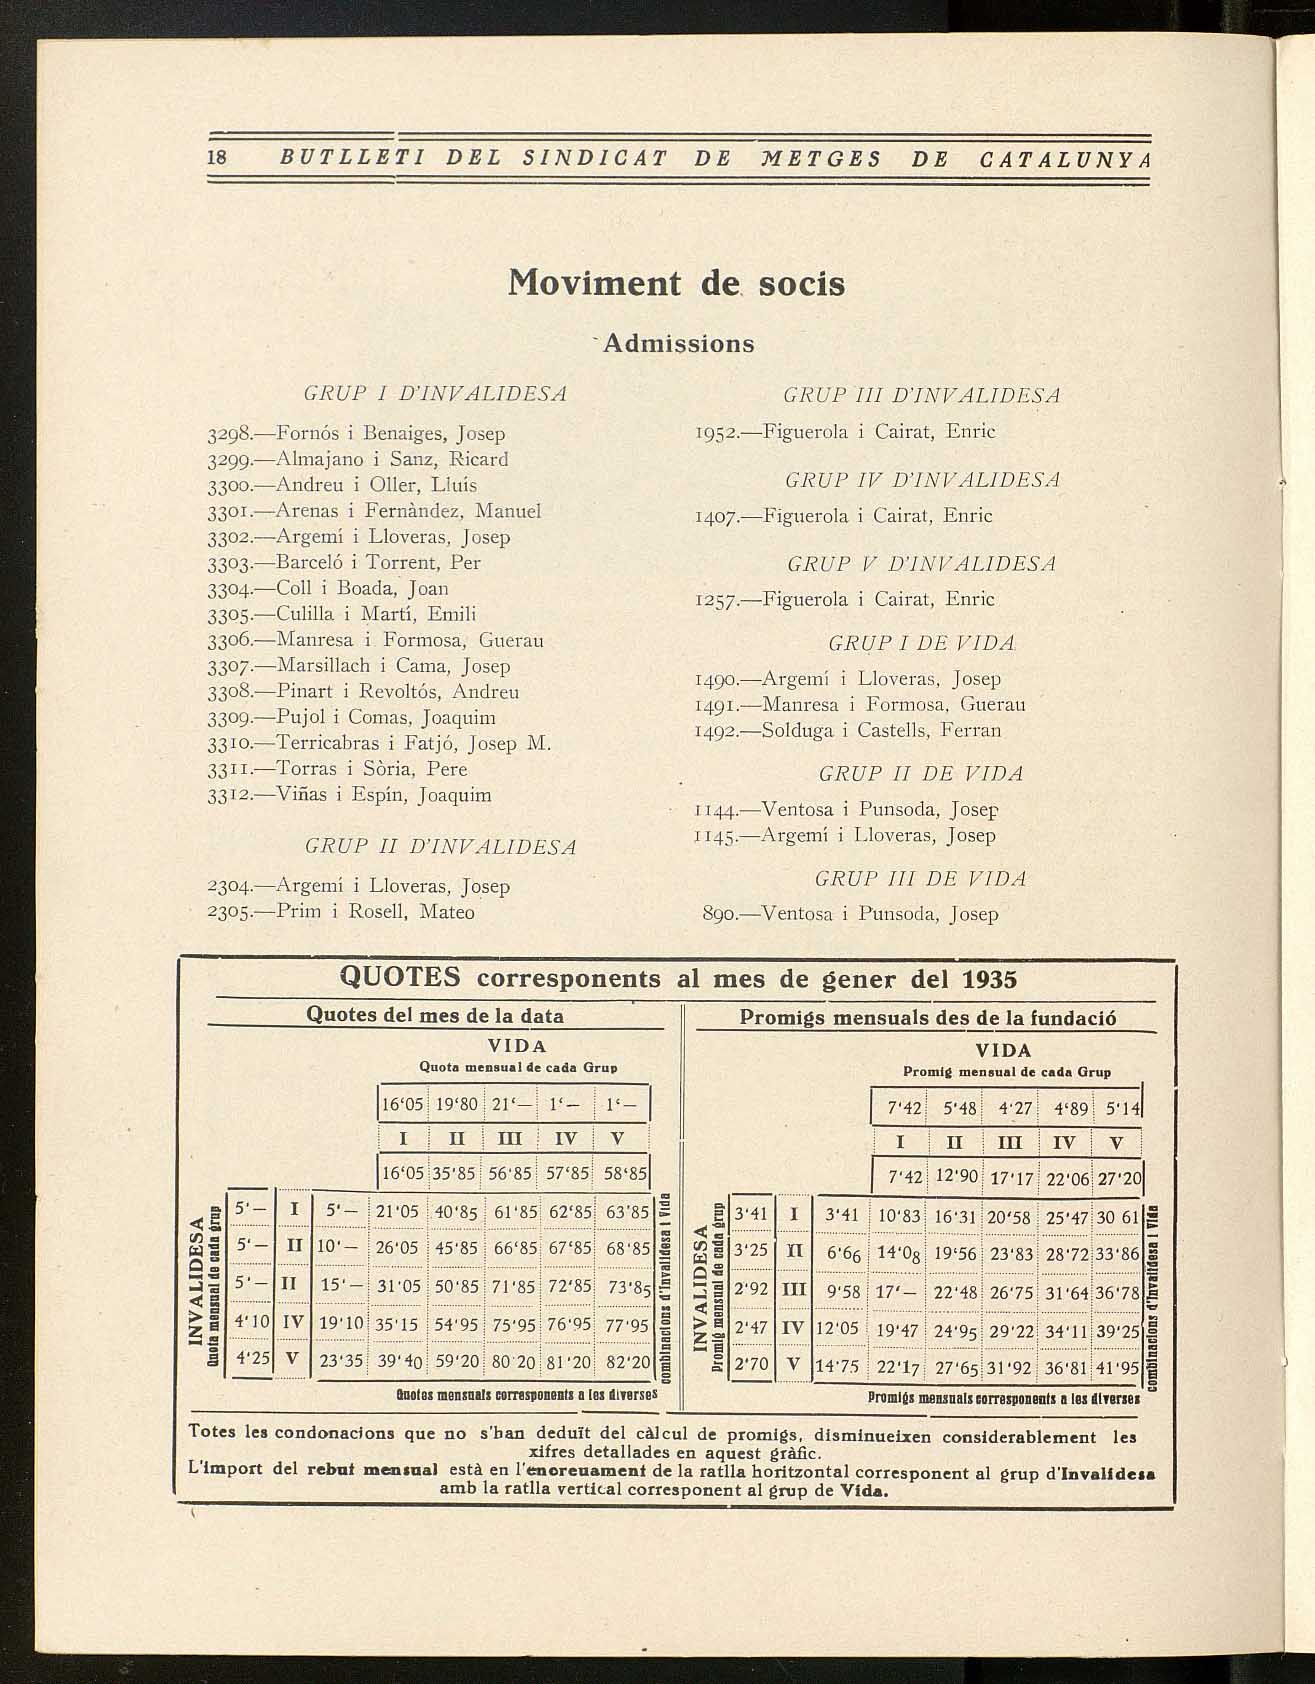 18 BUTLLETI DEL SINDICAT DE METGES DE CATALUNYA
Moviment de socis
Admissions
GRUP I D'INVALIDESA
3298.—Fornós i Benaiges, Josep
3299.—Almajano i Sanz, Ricard
3300.—Andreu i Oller, Lluís
3301.—Arenas i Fernàndez, Manuel
3302.—Argemí i Lloveras, Josep
3303.—Barceló i Torrent, Per
3304.—Coll i Boada, Joan
3305.—Culilla i Martí, Emili
3306.—Manresa i Formosa, Guerau
3307.—Marsillach i Cama, Josep
3308.—Pinart i Revoltós, Andreu
3309.—Pujol i Comas, Joaquim
3310.—Terricabras i Fatjó, Josep M.
3311.—Torras i Sòria, Pere
3312.—Viñas i Espín, Joaquim
GRUP II D'INVALIDESA
2304.—Argemí i Lloveras, Josep
2305.—Prim i Rosell, Mateo
GRUP III D'INVALIDESA
1952.—Figuerola i Cairat, Enric
GRUP IV D'INVALIDESA
1407.—Figuerola i Cairat, Enric
GRUP V D'INVALIDESA
1257.—Figuerola i Cairat, Enric
GRUP I DE VIDA
1490.—Argemí i Lloveras, Josep
1491.—Manresa i Formosa, Guerau
1492.—Solduga i Castells, Ferran
GRUP II DE VIDA
1144.—Ventosa i Punsoda, Josep
1145.—Argemí i Lloveras, Josep
GRUP III DE VIDA
890.—Ventosa i Punsoda, Josep
QUOTES corresponents al mes de gener del 1935
Quotes del mes de la data
VIDA
Quota mensual de cada Grup
16'05 19'80 21'— 1'— 1'—
I II III IV V
16'05 35'85 56'85 57'85 58'85
INVALIDESA
Quota mensual de cada grup
5'— I 5'— 21'05 40'85 61'85 62'85 63'85
5'— II 10'— 26'05 45'85 66'85 67'85 68'85
5'— II 15'— 31'05 50'85 71'85 72'85 73'85
4'10 IV 19'10 35'15 54'95 75'95 76'95 77'95
4'25 V 23'35 39'40 59'20 80'20 81'20 82'20
Quotes mensuals corresponents a les diverses
combinacions d'Invalidesa i Vida
Promigs mensuals des de la fundació
VIDA
Promig mensual de cada Grup
7'42 5'48 4'27 4'89 5'14
I II III IV V
7'42 12'90 17'17 22'06 27'20
INVALIDESA
Promig mensual de cada grup
3'41 I 3'41 10'83 16'31 20'58 25'47 30 61
3'25 II 6'66 14'08 19'56 23'83 28'72 33'86
2'92 III 9'58 17'— 22'48 26'75 31'64 36'78
2'47 IV 12'05 19'47 24'95 29'22 34'11 39'25
2'70 V 14'75 22'17 27'65 31'92 36'81 41'95
Promigs mensuals corresponents a les diverses
combinacions d'Invalidesa i Vida
Totes les condonacions que no s'han deduït del càlcul de promigs, disminueixen considerablement les
xifres detallades en aquest gràfic.
L'import del rebut mensual està en l'encreuament de la ratlla horitzontal corresponent al grup d'Invalidesa
amb la ratlla vertical corresponent al grup de Vida.